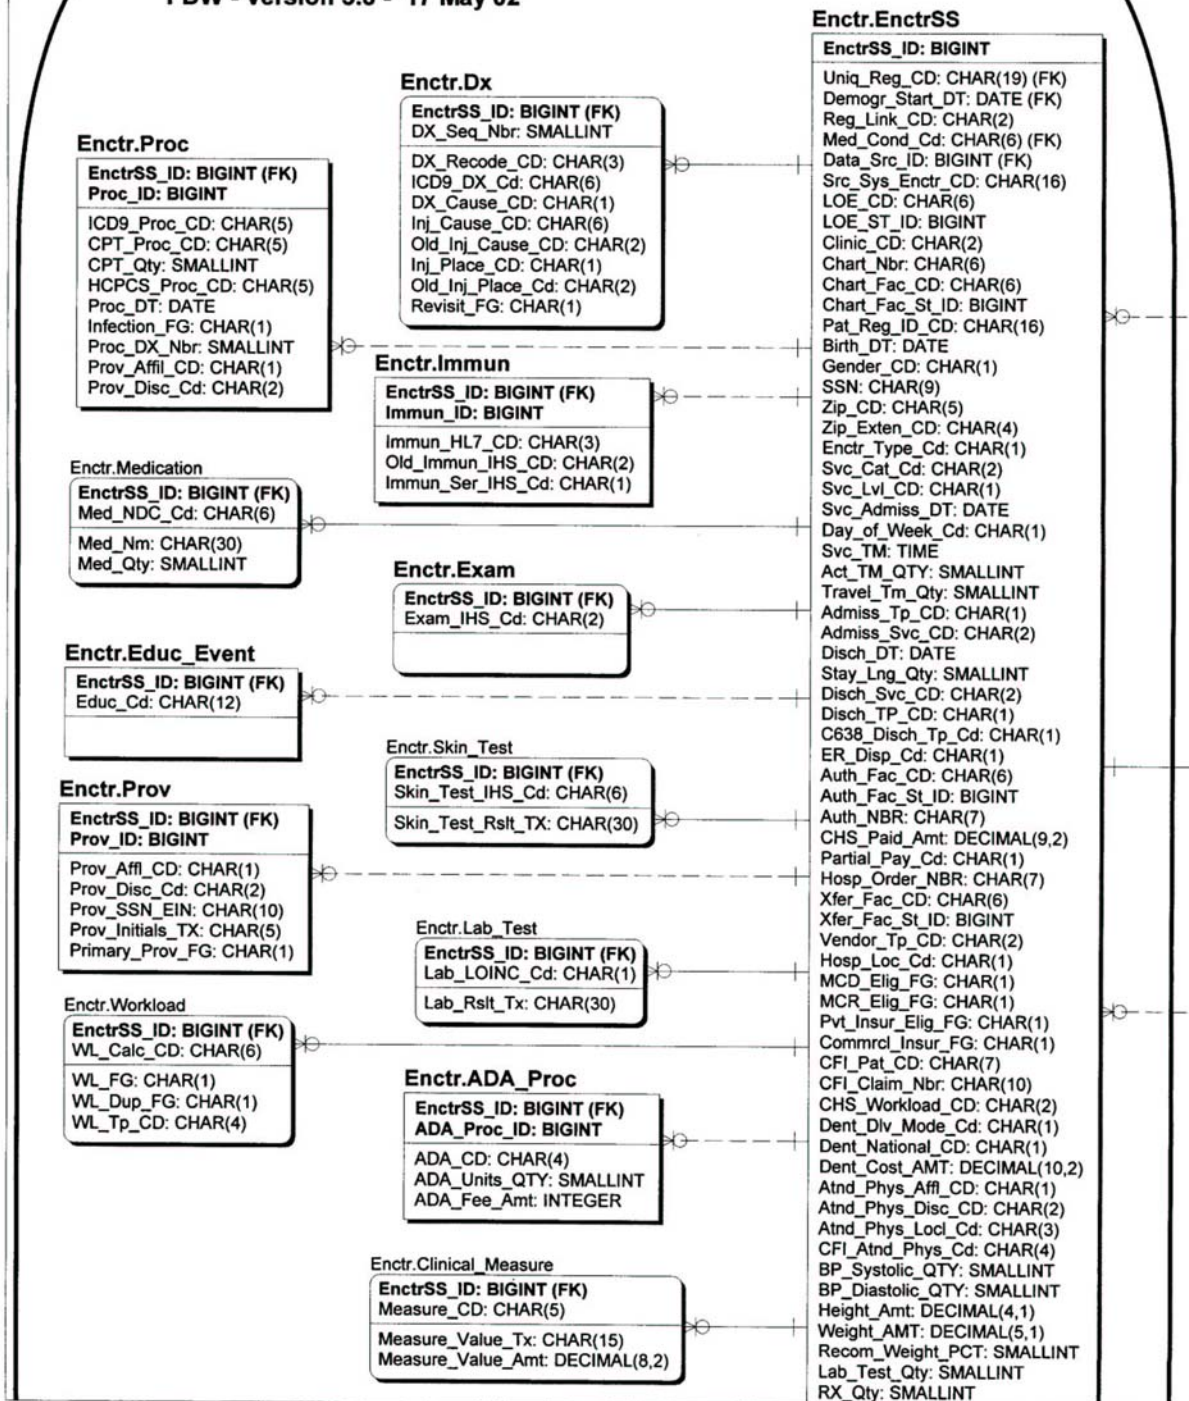 PDW - Version 3.0 - 17 May 02
Enctr.EnctrSS
EnctrSS_ID: BIGINT
Uniq_Reg_CD: CHAR(19) (FK)
Demogr_Start_DT: DATE (FK)
Reg_Link_CD: CHAR(2)
Med_Cond_Cd: CHAR(6) (FK)
Data_Src_ID: BIGINT (FK)
Src_Sys_Enctr_CD: CHAR(16)
LOE_CD: CHAR(6)
LOE_ST_ID: BIGINT
Clinic_CD: CHAR(2)
Chart_Nbr: CHAR(6)
Chart_Fac_CD: CHAR(6)
Chart_Fac_St_ID: BIGINT
Pat_Reg_ID_CD: CHAR(16)
Birth_DT: DATE
Gender_CD: CHAR(1)
SSN: CHAR(9)
Zip_CD: CHAR(5)
Zip_Exten_CD: CHAR(4)
Enctr_Type_Cd: CHAR(1)
Svc_Cat_Cd: CHAR(2)
Svc_Lvl_CD: CHAR(1)
Svc_Admiss_DT: DATE
Day_of_Week_Cd: CHAR(1)
Svc_TM: TIME
Act_TM_QTY: SMALLINT
Travel_Tm_Qty: SMALLINT
Admiss_Tp_CD: CHAR(1)
Admiss_Svc_CD: CHAR(2)
Disch_DT: DATE
Stay_Lng_Qty: SMALLINT
Disch_Svc_CD: CHAR(2)
Disch_TP_CD: CHAR(1)
C638_Disch_Tp_Cd: CHAR(1)
ER_Disp_Cd: CHAR(1)
Auth_Fac_CD: CHAR(6)
Auth_Fac_St_ID: BIGINT
Auth_NBR: CHAR(7)
CHS_Paid_Amt: DECIMAL(9,2)
Partial_Pay_Cd: CHAR(1)
Hosp_Order_NBR: CHAR(7)
Xfer_Fac_CD: CHAR(6)
Xfer_Fac_St_ID: BIGINT
Vendor_Tp_CD: CHAR(2)
Hosp_Loc_Cd: CHAR(1)
MCD_Elig_FG: CHAR(1)
MCR_Elig_FG: CHAR(1)
Pvt_Insur_Elig_FG: CHAR(1)
Commrcl_Insur_FG: CHAR(1)
CFI_Pat_CD: CHAR(7)
CFI_Claim_Nbr: CHAR(10)
CHS_Workload_CD: CHAR(2)
Dent_Dlv_Mode_Cd: CHAR(1)
Dent_National_CD: CHAR(1)
Dent_Cost_AMT: DECIMAL(10,2)
Atnd_Phys_Affl_CD: CHAR(1)
Atnd_Phys_Disc_CD: CHAR(2)
Atnd_Phys_Locl_Cd: CHAR(3)
CFI_Atnd_Phys_Cd: CHAR(4)
BP_Systolic_QTY: SMALLINT
BP_Diastolic_QTY: SMALLINT
Height_Amt: DECIMAL(4,1)
Weight_AMT: DECIMAL(5,1)
Recom_Weight_PCT: SMALLINT
Lab_Test_Qty: SMALLINT
RX_Qty: SMALLINT
Enctr.Dx
EnctrSS_ID: BIGINT (FK)
DX_Seq_Nbr: SMALLINT
DX_Recode_CD: CHAR(3)
ICD9_DX_Cd: CHAR(6)
DX_Cause_CD: CHAR(1)
Inj_Cause_CD: CHAR(6)
Old_Inj_Cause_CD: CHAR(2)
Inj_Place_CD: CHAR(1)
Old_Inj_Place_Cd: CHAR(2)
Revisit_FG: CHAR(1)
Enctr.Proc
EnctrSS_ID: BIGINT (FK)
Proc_ID: BIGINT
ICD9_Proc_CD: CHAR(5)
CPT_Proc_CD: CHAR(5)
CPT_Qty: SMALLINT
HCPCS_Proc_CD: CHAR(5)
Proc_DT: DATE
Infection_FG: CHAR(1)
Proc_DX_Nbr: SMALLINT
Prov_Affil_CD: CHAR(1)
Prov_Disc_Cd: CHAR(2)
Enctr.Immun
EnctrSS_ID: BIGINT (FK)
Immun_ID: BIGINT
Immun_HL7_CD: CHAR(3)
Old_Immun_IHS_CD: CHAR(2)
Immun_Ser_IHS_Cd: CHAR(1)
Enctr.Medication
EnctrSS_ID: BIGINT (FK)
Med_NDC_Cd: CHAR(6)
Med_Nm: CHAR(30)
Med_Qty: SMALLINT
Enctr.Exam
EnctrSS_ID: BIGINT (FK)
Exam_IHS_Cd: CHAR(2)
Enctr.Educ_Event
EnctrSS_ID: BIGINT (FK)
Educ_Cd: CHAR(12)
Enctr.Skin_Test
EnctrSS_ID: BIGINT (FK)
Skin_Test_IHS_Cd: CHAR(6)
Skin_Test_Rslt_TX: CHAR(30)
Enctr.Prov
EnctrSS_ID: BIGINT (FK)
Prov_ID: BIGINT
Prov_Affl_CD: CHAR(1)
Prov_Disc_Cd: CHAR(2)
Prov_SSN_EIN: CHAR(10)
Prov_Initials_TX: CHAR(5)
Primary_Prov_FG: CHAR(1)
Enctr.Lab_Test
EnctrSS_ID: BIGINT (FK)
Lab_LOINC_Cd: CHAR(1)
Lab_Rslt_Tx: CHAR(30)
Enctr.Workload
EnctrSS_ID: BIGINT (FK)
WL_Calc_CD: CHAR(6)
WL_FG: CHAR(1)
WL_Dup_FG: CHAR(1)
WL_Tp_CD: CHAR(4)
Enctr.ADA_Proc
EnctrSS_ID: BIGINT (FK)
ADA_Proc_ID: BIGINT
ADA_CD: CHAR(4)
ADA_Units_QTY: SMALLINT
ADA_Fee_Amt: INTEGER
Enctr.Clinical_Measure
EnctrSS_ID: BIGINT (FK)
Measure_CD: CHAR(5)
Measure_Value_Tx: CHAR(15)
Measure_Value_Amt: DECIMAL(8,2)